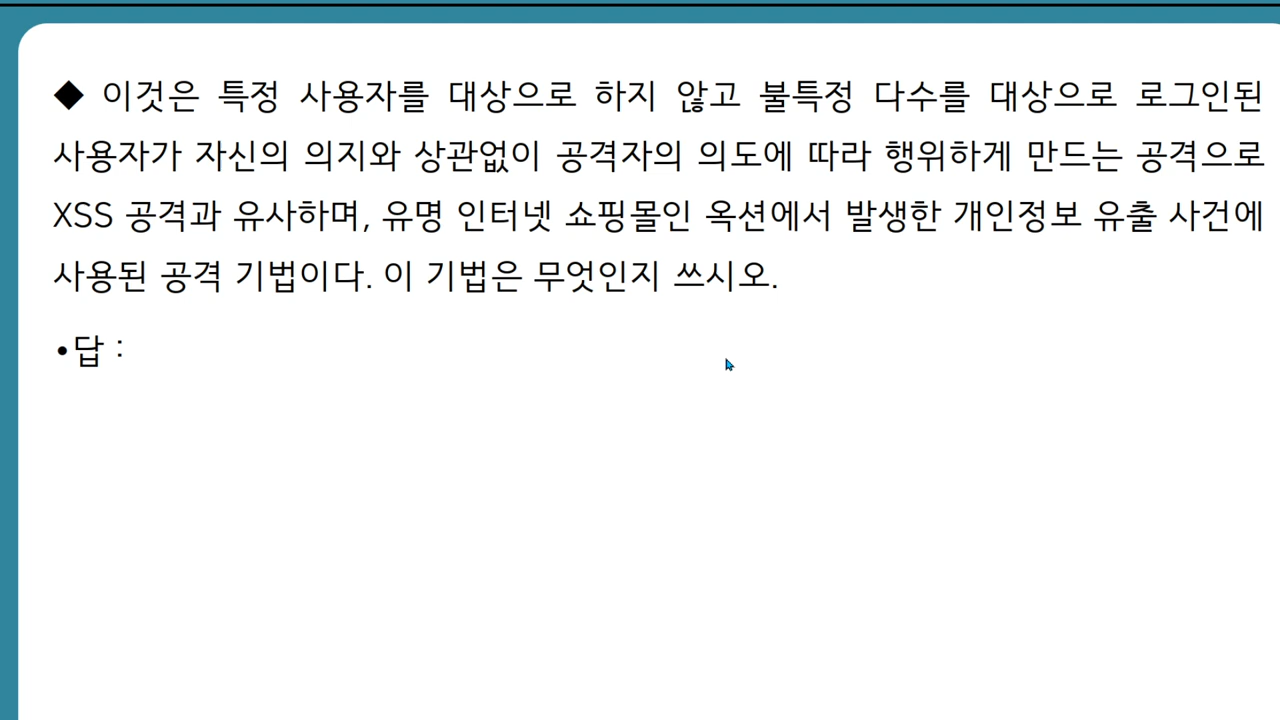 ◆ 이것은 특정 사용자를 대상으로 하지 않고 불특정 다수를 대상으로 로그인된
사용자가 자신의 의지와 상관없이 공격자의 의도에 따라 행위하게 만드는 공격으로
XSS 공격과 유사하며, 유명 인터넷 쇼핑몰인 옥션에서 발생한 개인정보 유출 사건에
사용된 공격 기법이다. 이 기법은 무엇인지 쓰시오.
•답 :